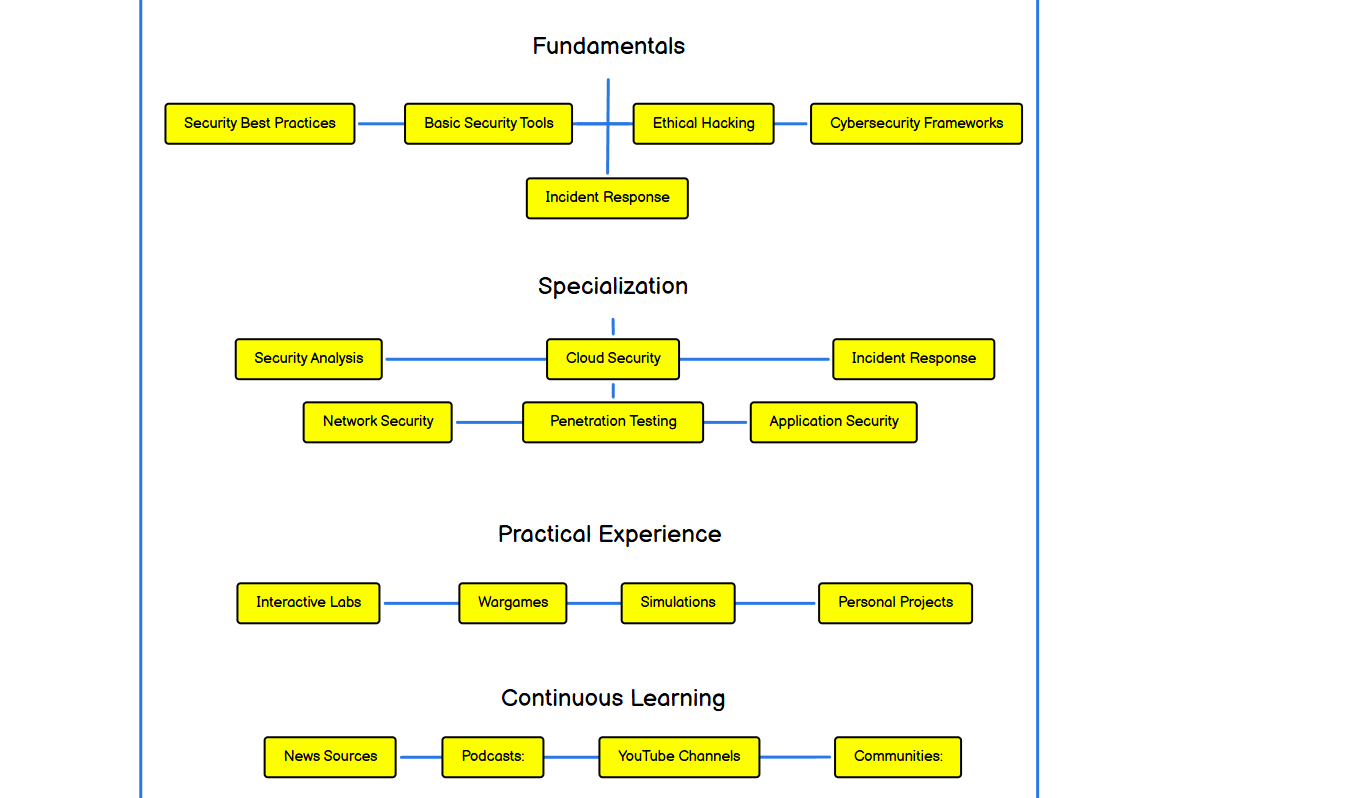 Fundamentals
Security Best Practices
Basic Security Tools
Ethical Hacking
Cybersecurity Frameworks
Incident Response
Specialization
Security Analysis
Cloud Security
Incident Response
Network Security
Penetration Testing
Application Security
Practical Experience
Interactive Labs
Wargames
Simulations
Personal Projects
Continuous Learning
News Sources
Podcasts:
YouTube Channels
Communities: